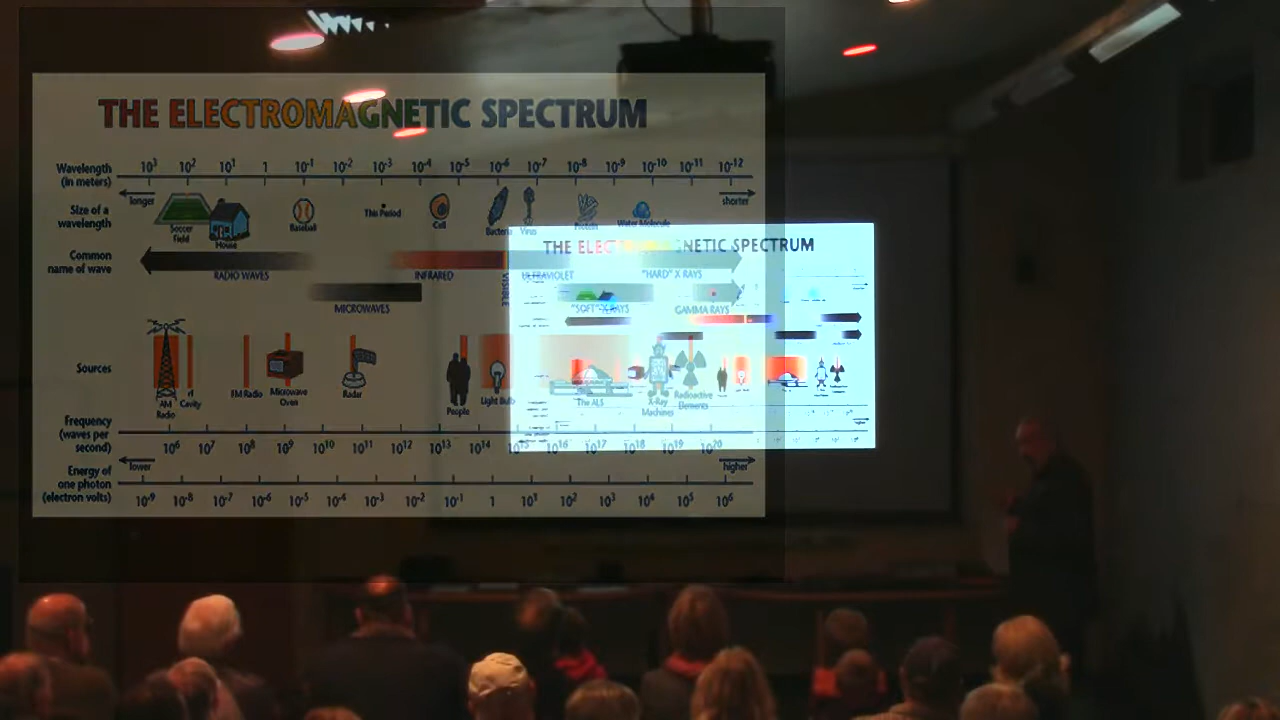 THE ELECTROMAGNETIC SPECTRUM
Wavelength
(in meters)
10³ 10² 10¹ 1 10⁻¹ 10⁻² 10⁻³ 10⁻⁴ 10⁻⁵ 10⁻⁶ 10⁻⁷ 10⁻⁸ 10⁻⁹ 10⁻¹⁰ 10⁻¹¹ 10⁻¹²
longer shorter
Size of a
wavelength
Soccer
Field
House
Baseball
This Period
Cell
Bacteria
Virus
Protein
Water Molecule
THE ELECTROMAGNETIC SPECTRUM
Common
name of wave
RADIO WAVES
INFRARED
VISIBLE
ULTRAVIOLET
"HARD" X RAYS
MICROWAVES
"SOFT" X RAYS
GAMMA RAYS
Sources
AM
Radio
Cavity
FM Radio
Microwave
Oven
Radar
People
Light Bulb
The ALS
X-Ray
Machines
Radioactive
Elements
Frequency
(waves per
second)
10⁶ 10⁷ 10⁸ 10⁹ 10¹⁰ 10¹¹ 10¹² 10¹³ 10¹⁴ 10¹⁵ 10¹⁶ 10¹⁷ 10¹⁸ 10¹⁹ 10²⁰
lower higher
Energy of
one photon
(electron volts)
10⁻⁹ 10⁻⁸ 10⁻⁷ 10⁻⁶ 10⁻⁵ 10⁻⁴ 10⁻³ 10⁻² 10⁻¹ 1 10¹ 10² 10³ 10⁴ 10⁵ 10⁶